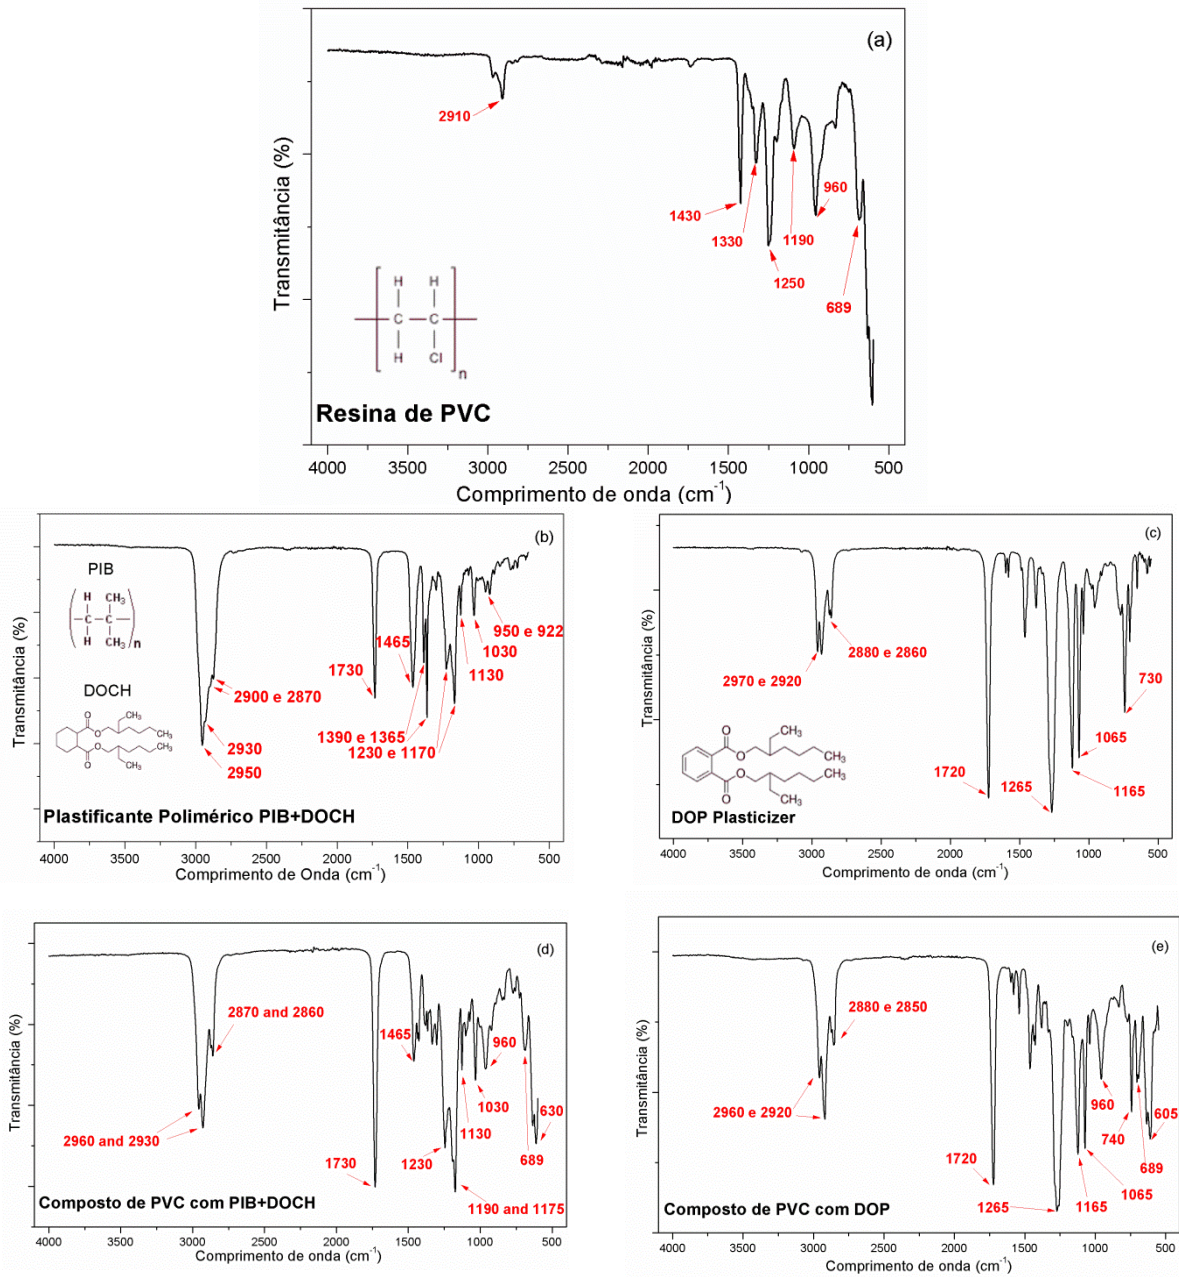 (a)
Transmitância (%)
2910
1430
1330
1250
1190
960
689
H H
C C
H Cl
n
Resina de PVC
4000 3500 3000 2500 2000 1500 1000 500
Comprimento de onda (cm-1)
(b)
Transmitância (%)
PIB
H CH3
C C
H CH3
n
DOCH
O CH3
O CH3
O
O CH3
CH3
2900 e 2870
2930
2950
1730
1465
1390 e 1365
1230 e 1170
1130
1030
950 e 922
Plastificante Polimérico PIB+DOCH
4000 3500 3000 2500 2000 1500 1000 500
Comprimento de Onda (cm-1)
(c)
Transmitância (%)
2970 e 2920
2880 e 2860
1720
1265
1165
1065
730
O CH3
O CH3
O CH3
O
CH3
DOP Plasticizer
4000 3500 3000 2500 2000 1500 1000 500
Comprimento de onda (cm-1)
(d)
Transmitância (%)
2870 and 2860
2960 and 2930
1730
1465
1230
1190 and 1175
1130
1030
960
689
630
Composto de PVC com PIB+DOCH
4000 3500 3000 2500 2000 1500 1000 500
Comprimento de onda (cm-1)
(e)
Transmitância (%)
2880 e 2850
2960 e 2920
1720
1265
1165
1065
960
740
689
605
Composto de PVC com DOP
4000 3500 3000 2500 2000 1500 1000 500
Comprimento de onda (cm-1)